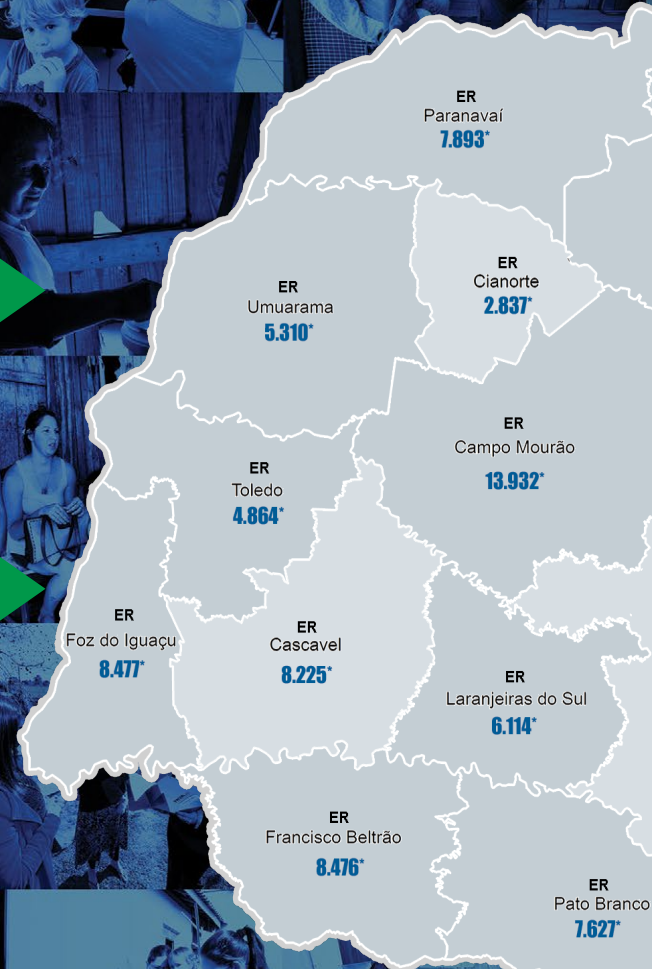 ER
Paranavaí
7.893*
ER
Cianorte
2.837*
ER
Umuarama
5.310*
ER
Campo Mourão
13.932*
ER
Toledo
4.864*
ER
Foz do Iguaçu
8.477*
ER
Cascavel
8.225*
ER
Laranjeiras do Sul
6.114*
ER
Francisco Beltrão
8.476*
ER
Pato Branco
7.627*